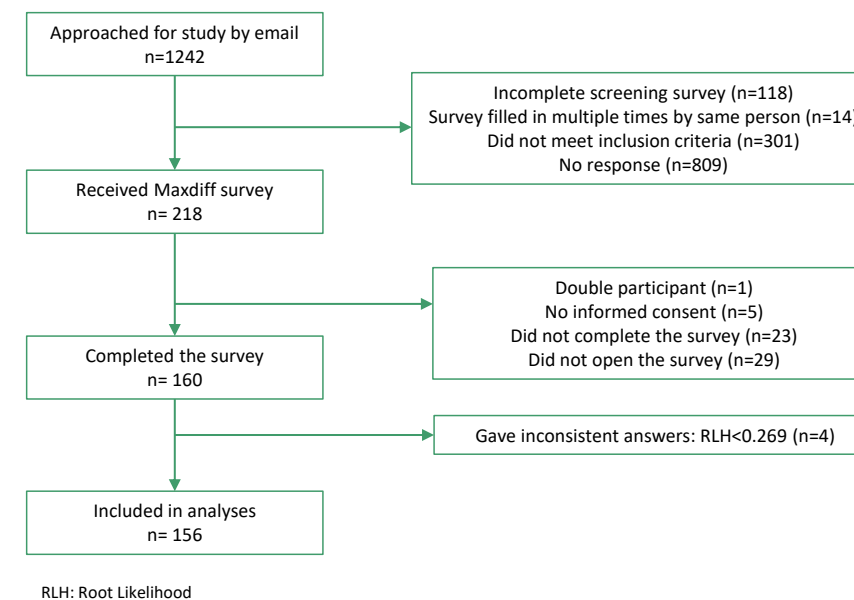 Approached for study by email
n=1242
Incomplete screening survey (n=118)
Survey filled in multiple times by same person (n=14)
Did not meet inclusion criteria (n=301)
No response (n=809)
Received Maxdiff survey
n= 218
Double participant (n=1)
No informed consent (n=5)
Did not complete the survey (n=23)
Did not open the survey (n=29)
Completed the survey
n= 160
Gave inconsistent answers: RLH<0.269 (n=4)
Included in analyses
n= 156
RLH: Root Likelihood